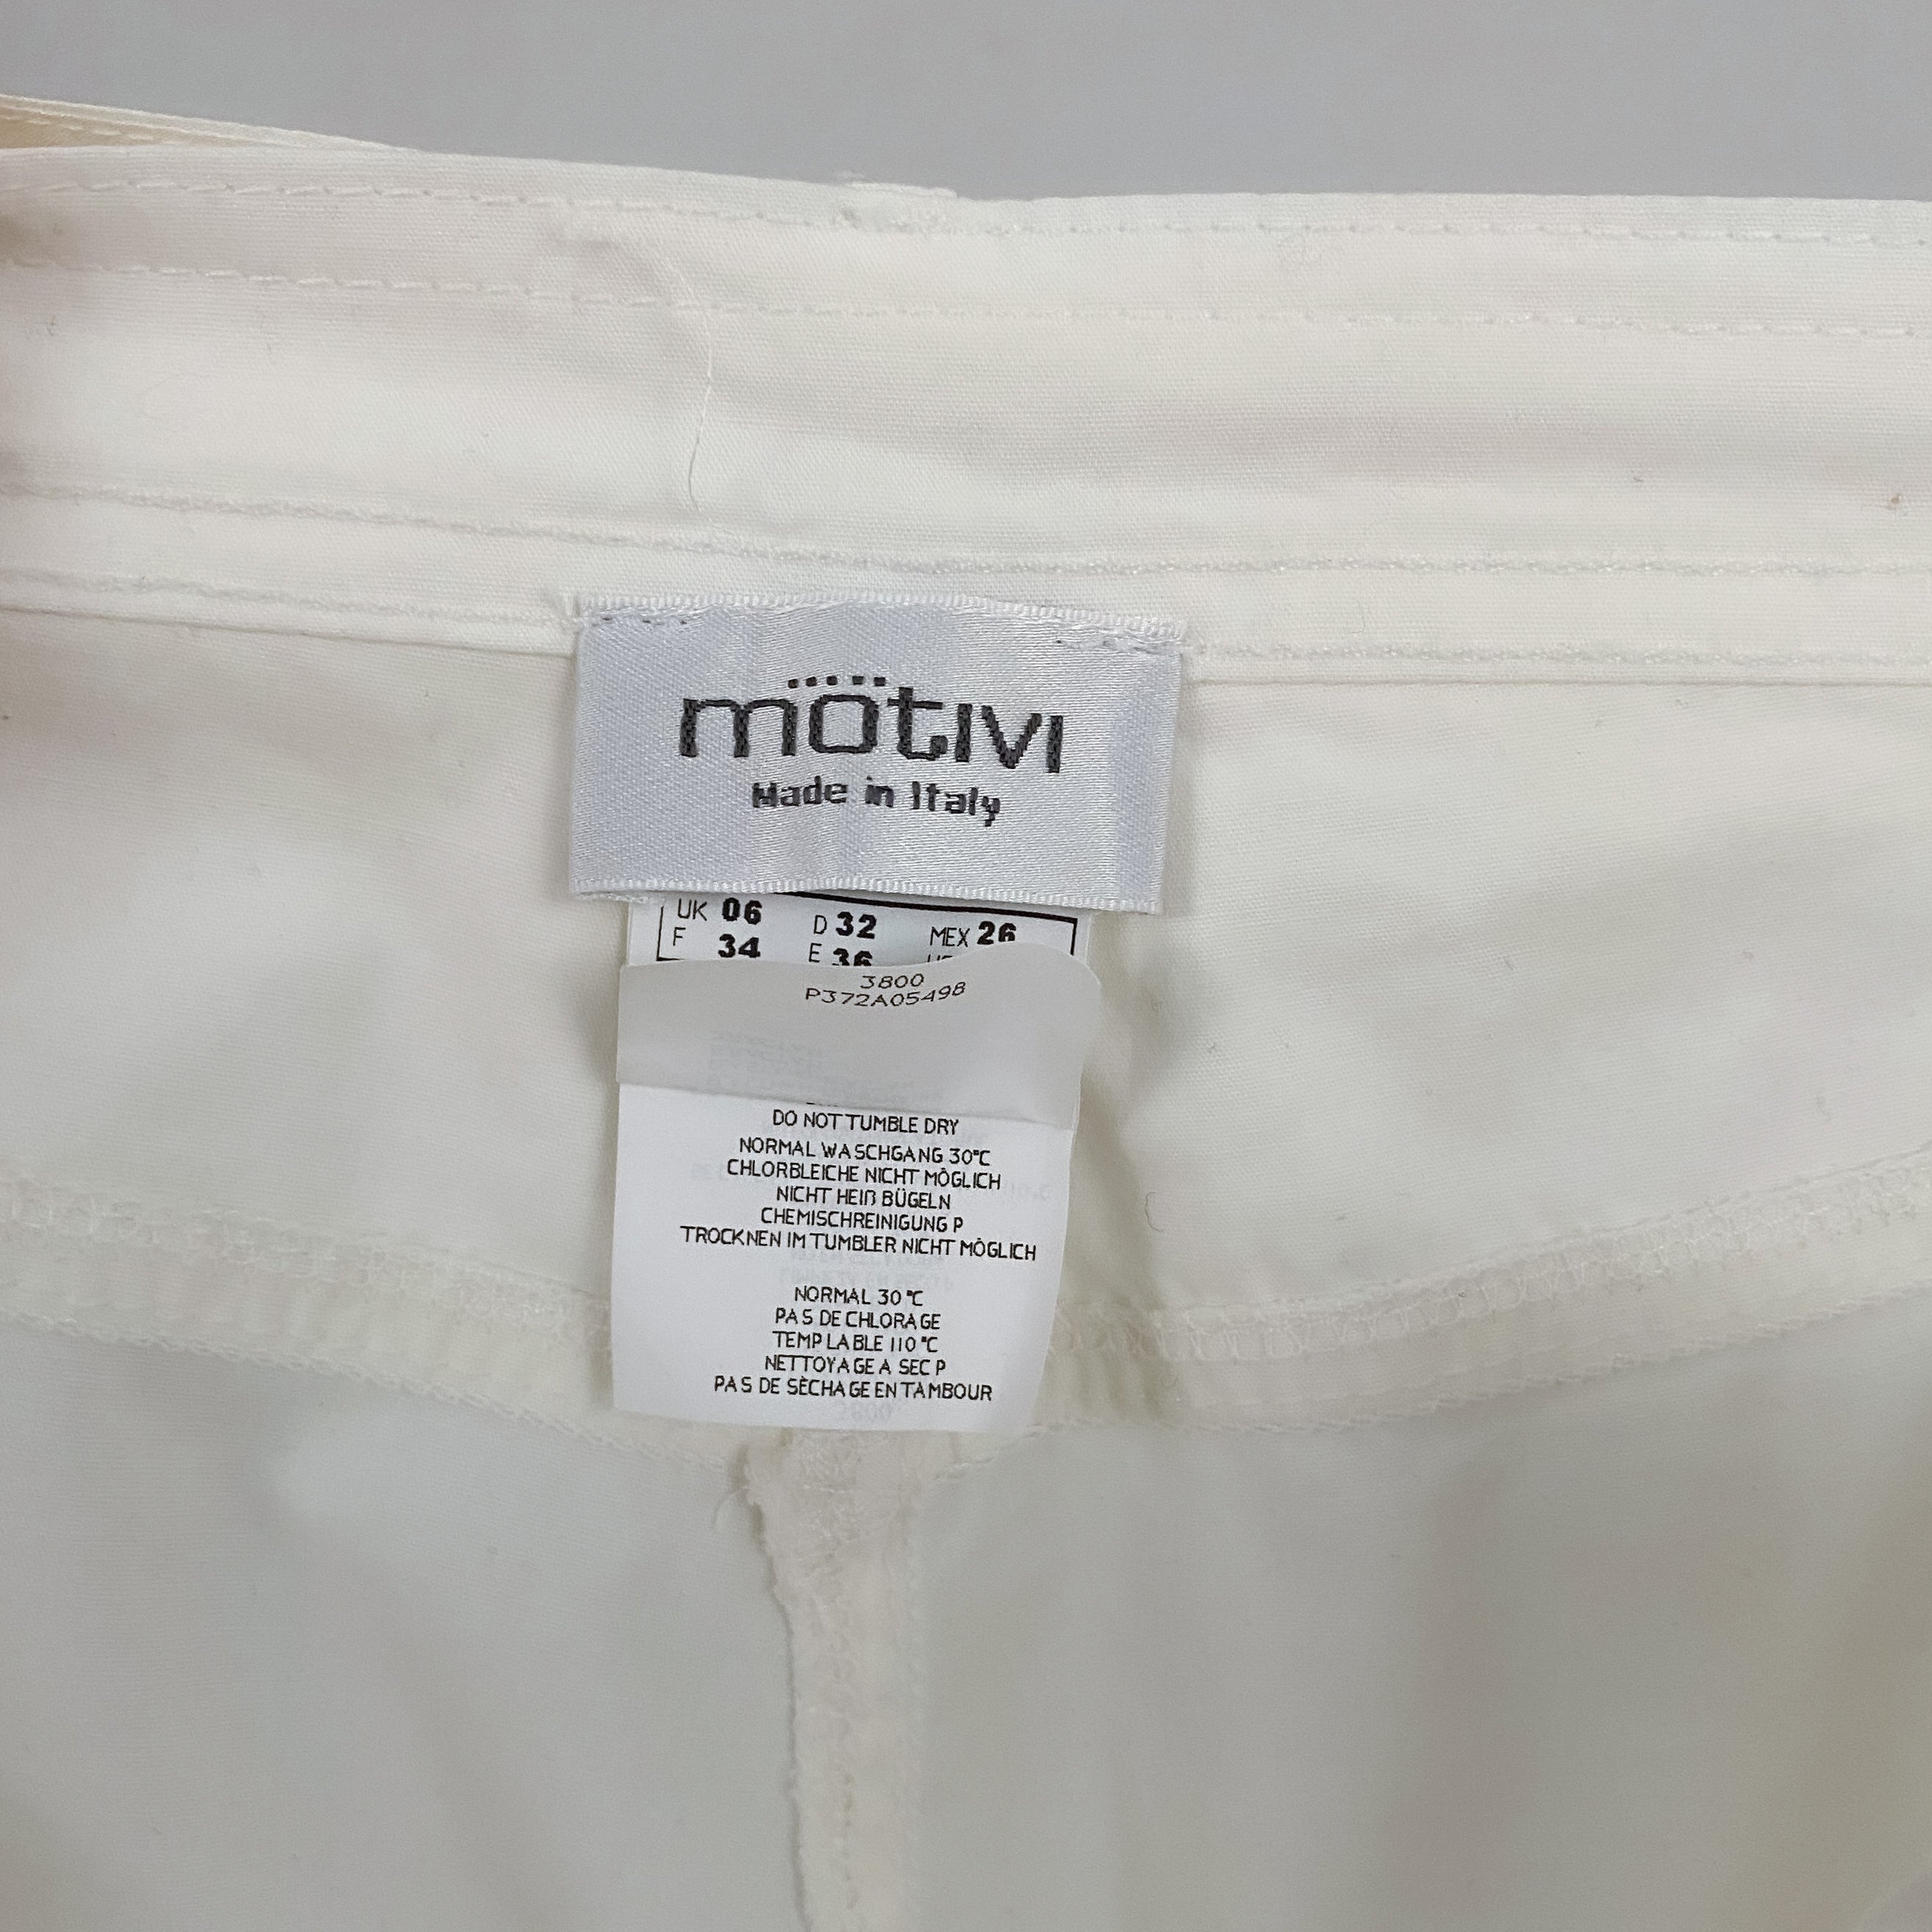 motivi
Made in Italy
UK 06 D 32 MEX 26
F 34 E 36
3800
P372A05498
DO NOT TUMBLE DRY
NORMAL WASCHGANG 30°C
CHLORBLEICHE NICHT MÖGLICH
NICHT HEIß BÜGELN
CHEMISCHREINIGUNG P
TROCKNEN IM TUMBLER NICHT MÖGLICH
NORMAL 30 °C
PAS DE CHLORAGE
TEMP LABLE 110 °C
NETTOYAGE A SEC P
PAS DE SÈCHAGE EN TAMBOUR